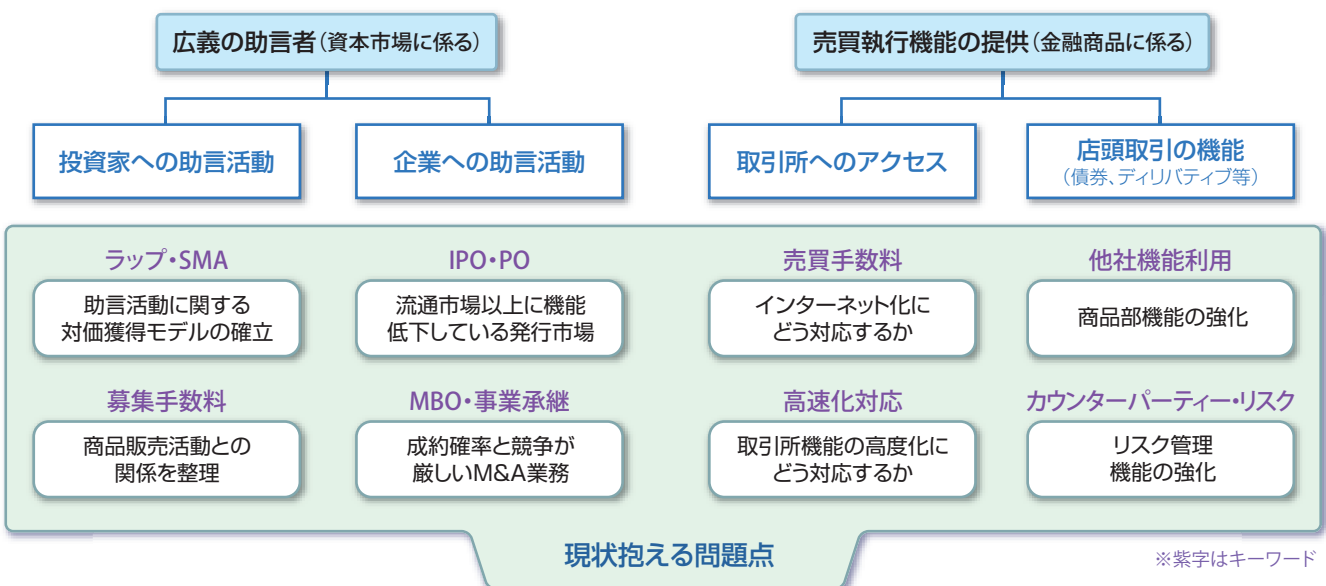 広義の助言者(資本市場に係る)
売買執行機能の提供(金融商品に係る)
投資家への助言活動
企業への助言活動
取引所へのアクセス
店頭取引の機能
(債券、ディリバティブ等)
ラップ・SMA
助言活動に関する
対価獲得モデルの確立
IPO・PO
流通市場以上に機能
低下している発行市場
売買手数料
インターネット化に
どう対応するか
他社機能利用
商品部機能の強化
募集手数料
商品販売活動との
関係を整理
MBO・事業承継
成約確率と競争が
厳しいM&A業務
高速化対応
取引所機能の高度化に
どう対応するか
カウンターパーティー・リスク
リスク管理
機能の強化
現状抱える問題点
※紫字はキーワード